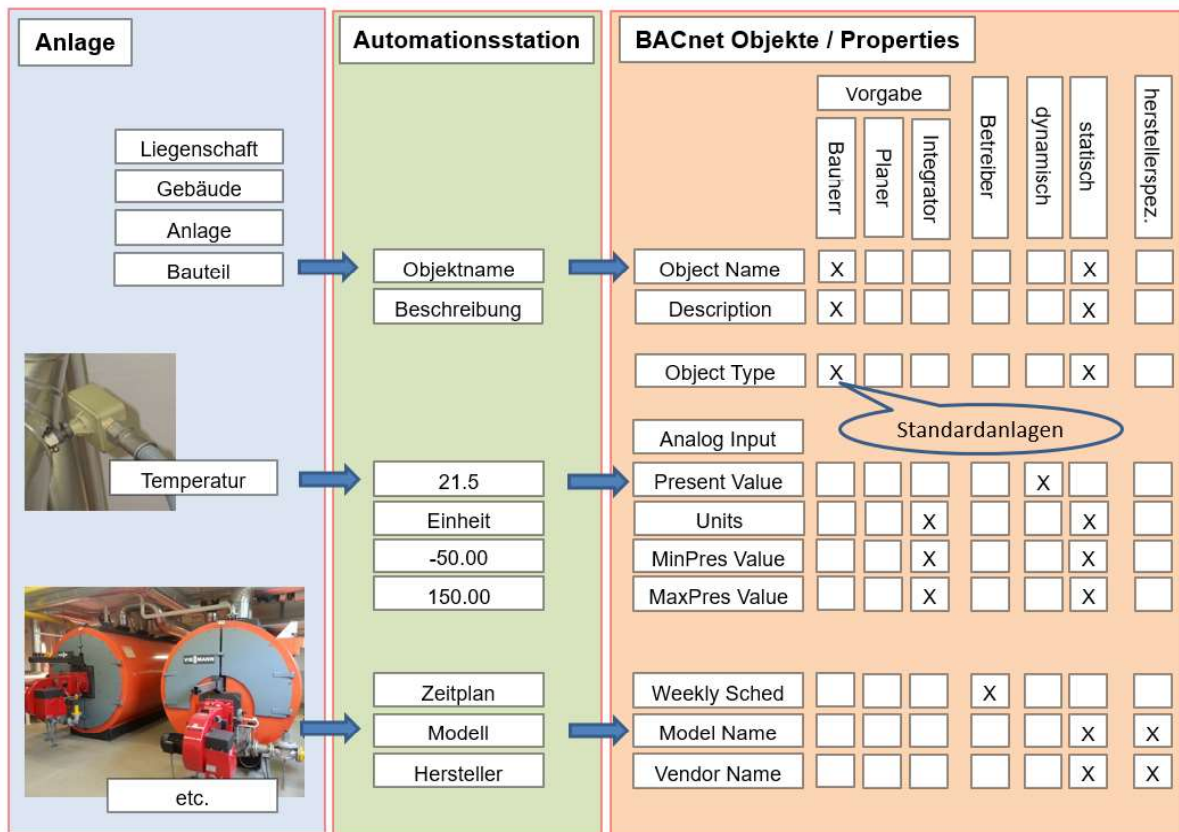 Anlage
Automationsstation
BACnet Objekte / Properties
Vorgabe
Bauherr
Planer
Integrator
Betreiber
dynamisch
statisch
herstellerspez.
Liegenschaft
Gebäude
Anlage
Bauteil
Objektname
Object Name X X
Beschreibung
Description X X
Object Type X X
Standardanlagen
Analog Input
Temperatur
21.5
Present Value X
Einheit
Units X X
-50.00
MinPres Value X X
150.00
MaxPres Value X X
Zeitplan
Weekly Sched X
Modell
Model Name X X
Hersteller
Vendor Name X X
etc.